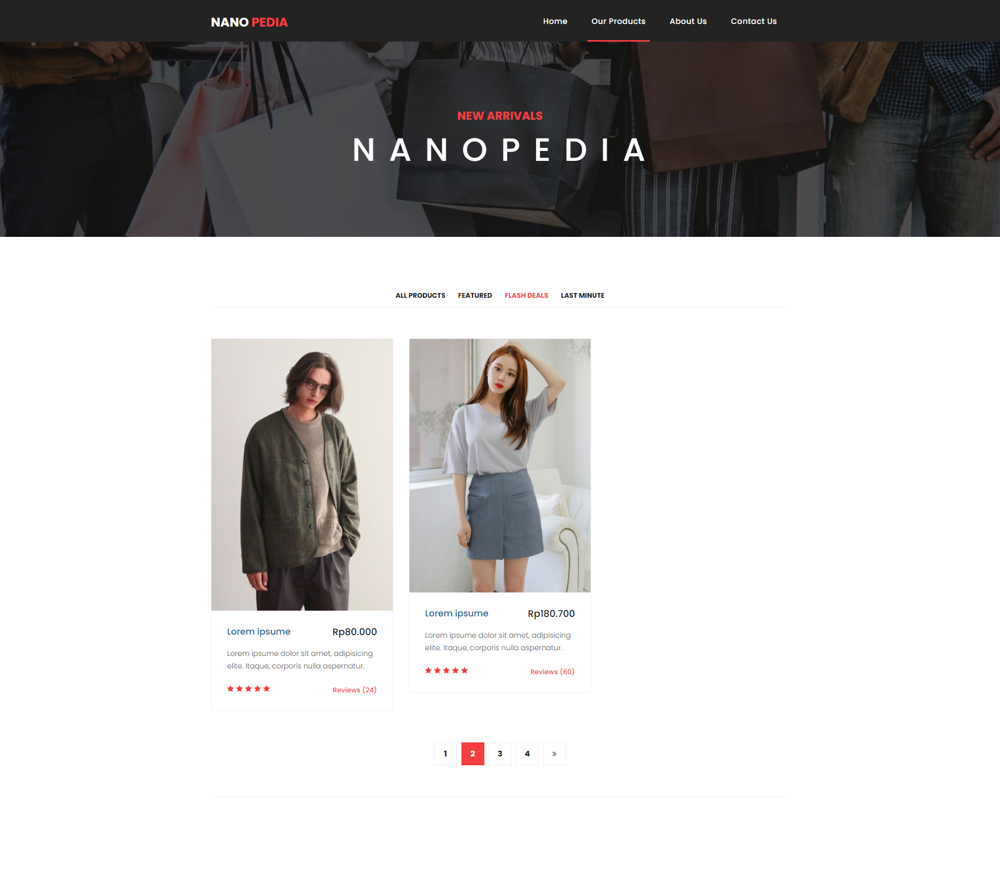 NANO PEDIA
Home Our Products About Us Contact Us
NEW ARRIVALS
NANOPEDIA
ALL PRODUCTS FEATURED FLASH DEALS LAST MINUTE
Lorem ipsume Rp80.000
Lorem ipsume dolor sit amet, adipisicing
elite. Itaque, corporis nulla aspernatur.
Reviews (24)
Lorem ipsume Rp180.700
Lorem ipsume dolor sit amet, adipisicing
elite. Itaque, corporis nulla aspernatur.
Reviews (60)
1 2 3 4 »